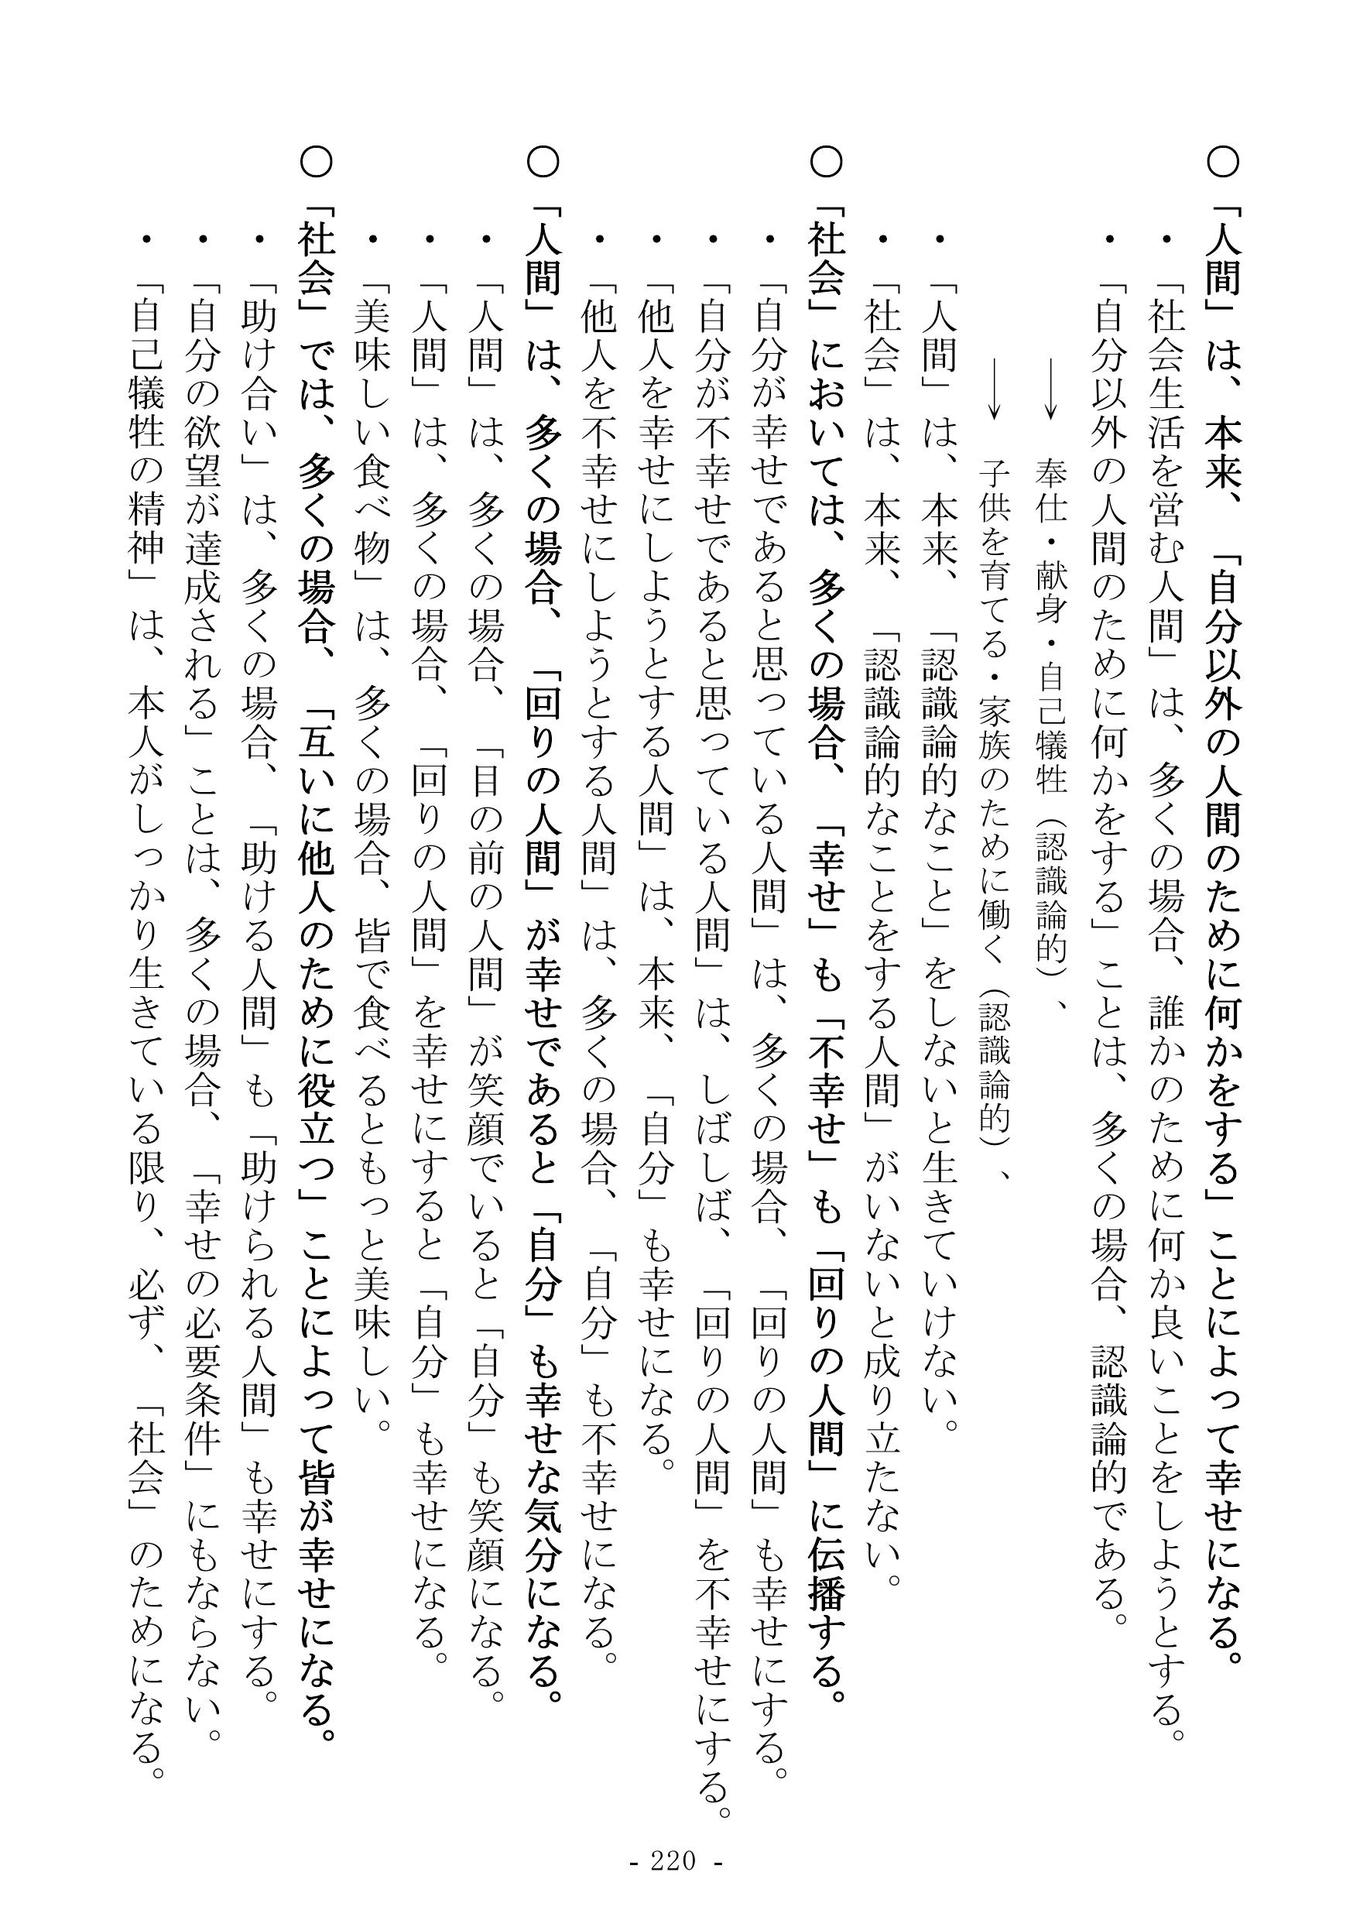 ○「人間」は、本来、「自分以外の人間のために何かをする」ことによって幸せになる。
・「社会生活を営む人間」は、多くの場合、誰かのために何か良いことをしようとする。
・「自分以外の人間のために何かをする」ことは、多くの場合、認識論的である。
→ 奉仕・献身・自己犠牲（認識論的）、
→ 子供を育てる・家族のために働く（認識論的）、
・「人間」は、本来、「認識論的なこと」をしないと生きていけない。
・「社会」は、本来、「認識論的なことをする人間」がいないと成り立たない。
○「社会」においては、多くの場合、「幸せ」も「不幸せ」も「回りの人間」に伝播する。
・「自分が幸せであると思っている人間」は、多くの場合、「回りの人間」も幸せにする。
・「自分が不幸せであると思っている人間」は、しばしば、「回りの人間」を不幸せにする。
・「他人を幸せにしようとする人間」は、本来、「自分」も幸せになる。
・「他人を不幸せにしようとする人間」は、多くの場合、「自分」も不幸せになる。
○「人間」は、多くの場合、「回りの人間」が幸せであると「自分」も幸せな気分になる。
・「人間」は、多くの場合、「目の前の人間」が笑顔でいると「自分」も笑顔になる。
・「人間」は、多くの場合、「回りの人間」を幸せにすると「自分」も幸せになる。
・「美味しい食べ物」は、多くの場合、皆で食べるともっと美味しい。
○「社会」では、多くの場合、「互いに他人のために役立つ」ことによって皆が幸せになる。
・「助け合い」は、多くの場合、「助ける人間」も「助けられる人間」も幸せにする。
・「自分の欲望が達成される」ことは、多くの場合、「幸せの必要条件」にもならない。
・「自己犠牲の精神」は、本人がしっかり生きている限り、必ず、「社会」のためになる。
- 220 -